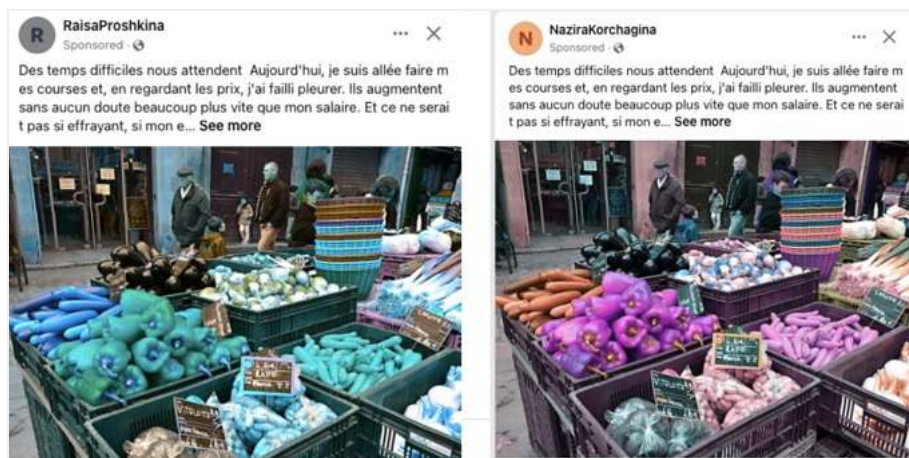 R
RaisaProshkina
Sponsored
Des temps difficiles nous attendent Aujourd'hui, je suis allée faire m
es courses et, en regardant les prix, j'ai failli pleurer. Ils augmentent
sans aucun doute beaucoup plus vite que mon salaire. Et ce ne serai
t pas si effrayant, si mon e... See more
N
NaziraKorchagina
Sponsored
Des temps difficiles nous attendent Aujourd'hui, je suis allée faire m
es courses et, en regardant les prix, j'ai failli pleurer. Ils augmentent
sans aucun doute beaucoup plus vite que mon salaire. Et ce ne serai
t pas si effrayant, si mon e... See more